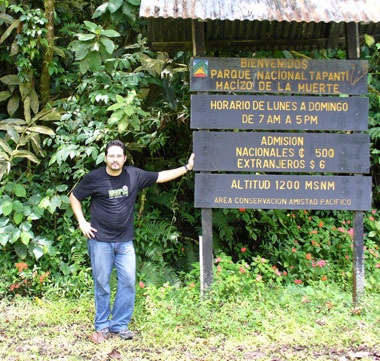 BIENVENIDOS
PARQUE NACIONAL TAPANTÍ
MACIZO DE LA MUERTE
HORARIO DE LUNES A DOMINGO
DE 7 AM A 5 PM
ADMISION
NACIONALES ₡ 500
EXTRANJEROS $ 6
ALTITUD 1200 MSNM
AREA CONSERVACION AMISTAD PACIFICO